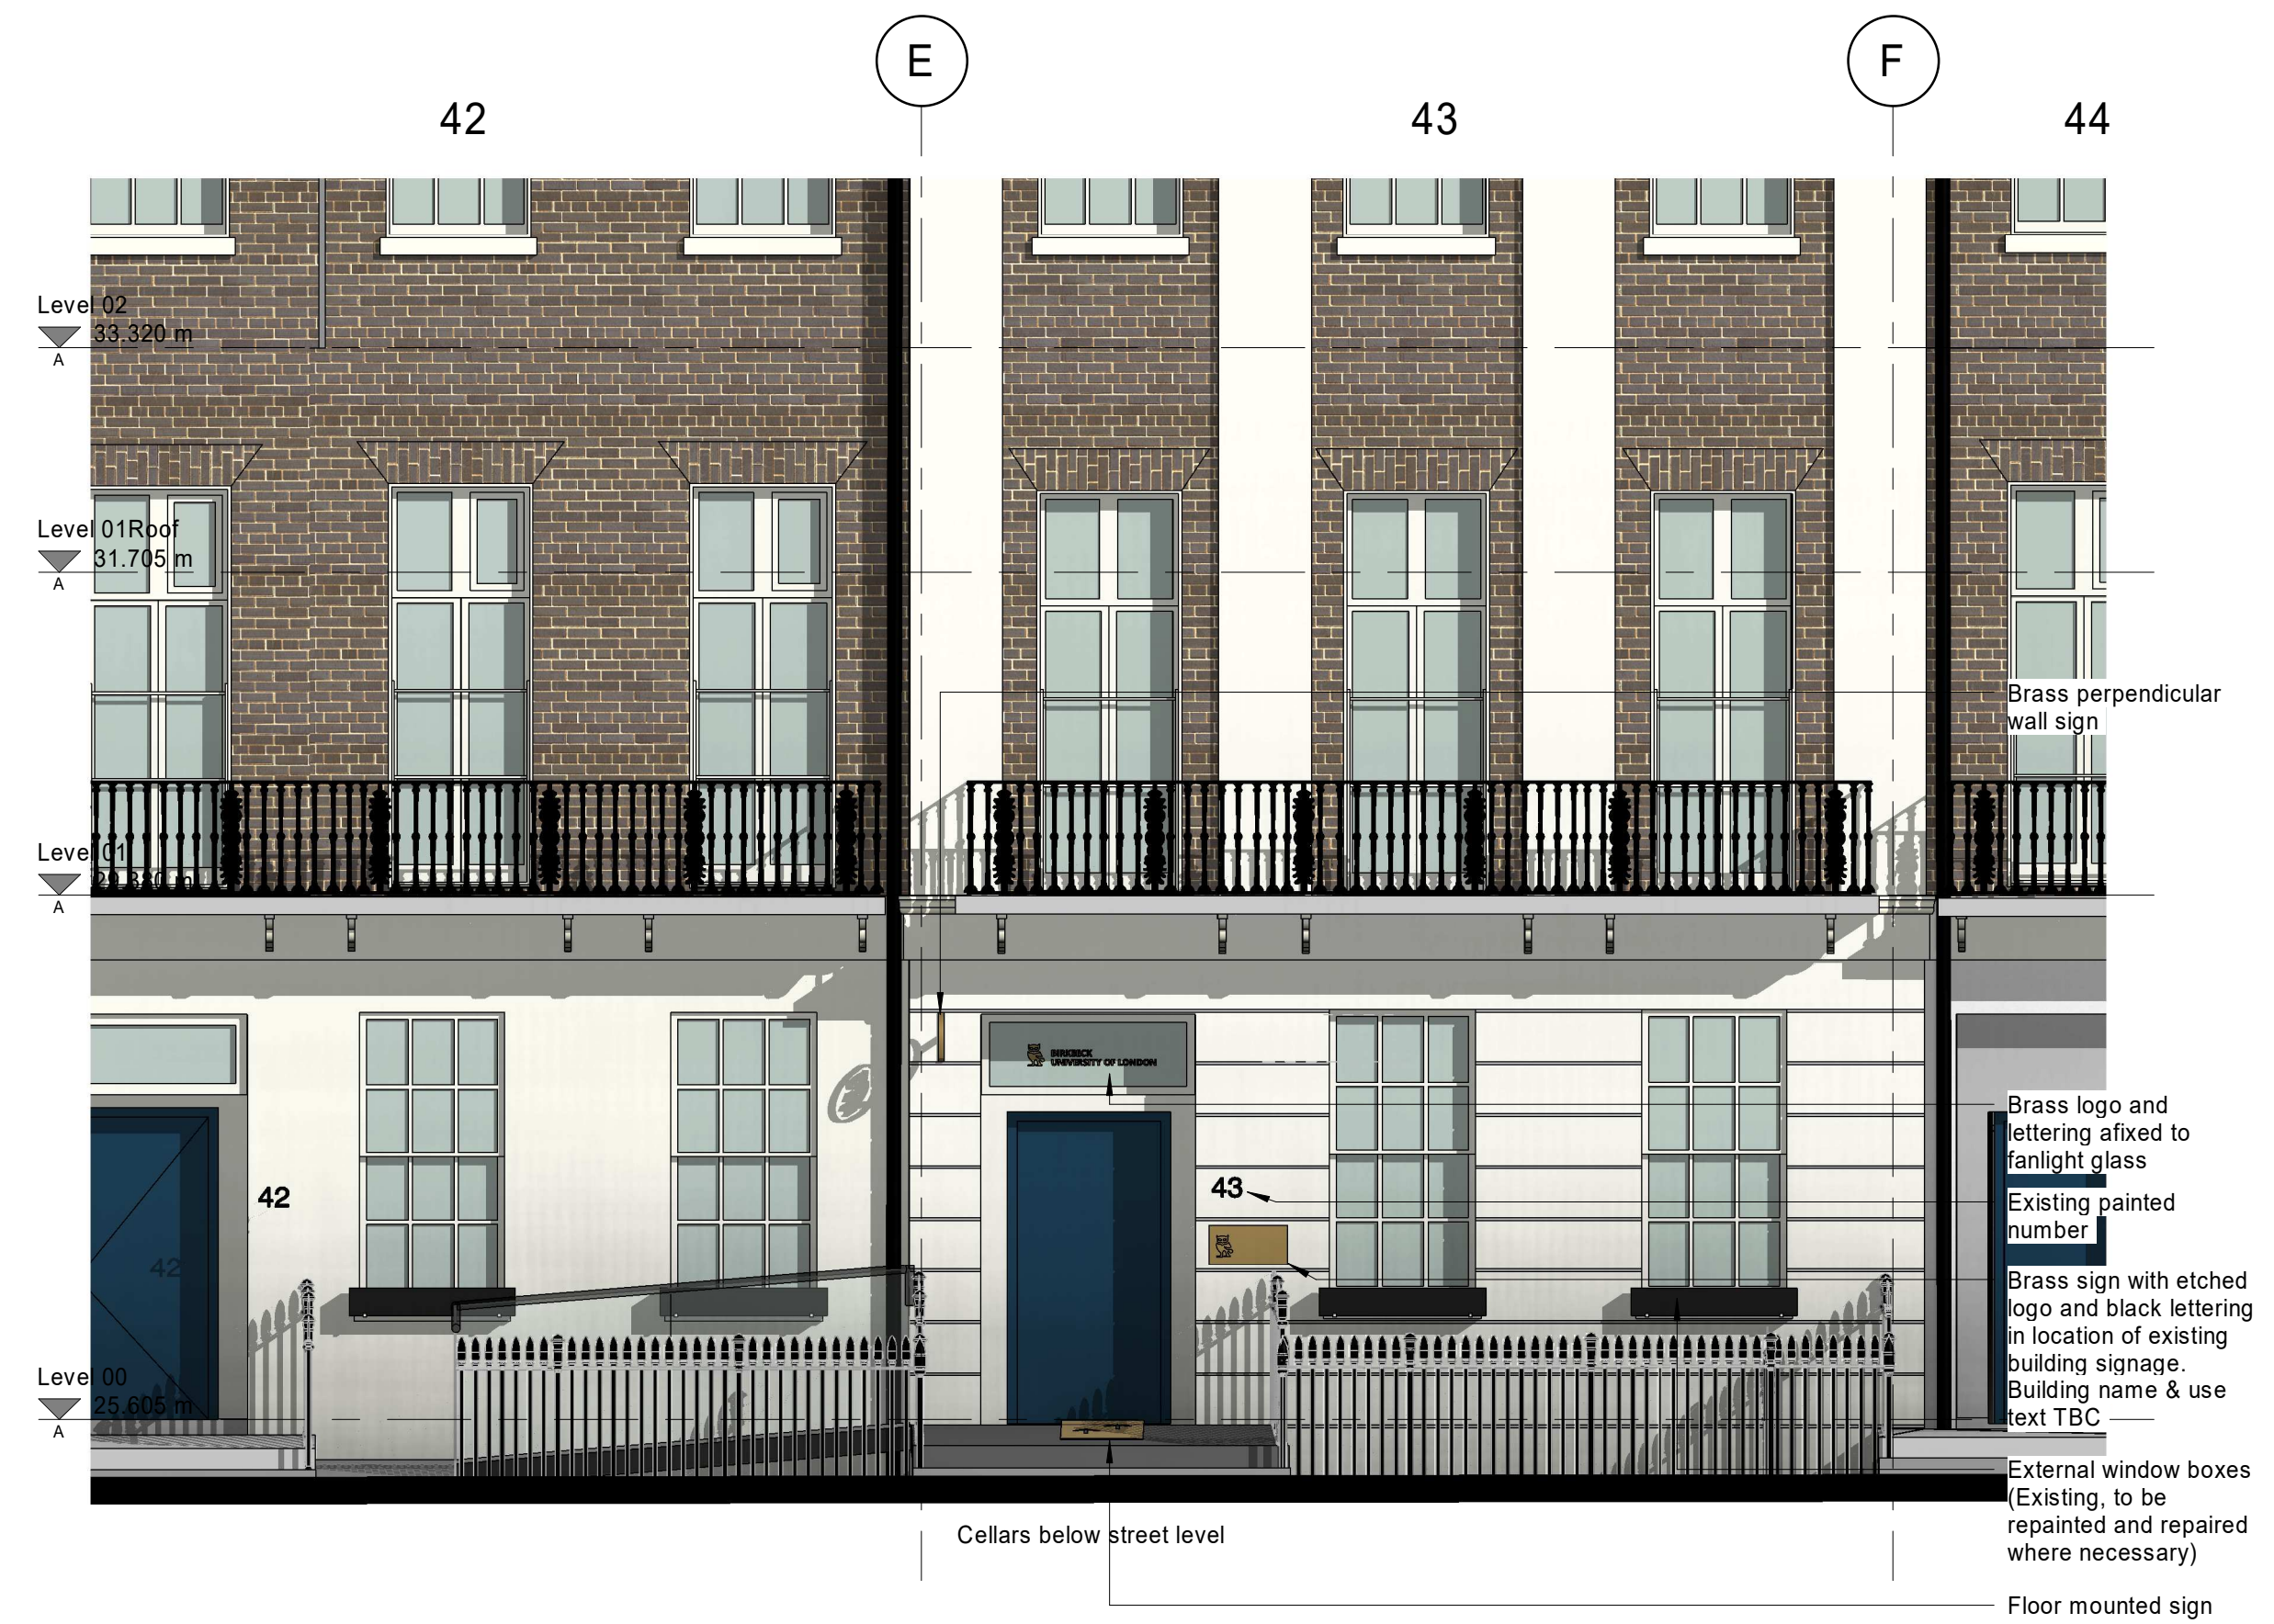 E
F
42
43
44
Level 02
33.320 m
A
Level 01Roof
31.705 m
A
Brass perpendicular
wall sign
Level 01
29.380 m
A
BIRKBECK
UNIVERSITY OF LONDON
Brass logo and
lettering afixed to
fanlight glass
42
43
Existing painted
number
42
Brass sign with etched
logo and black lettering
in location of existing
building signage.
Building name & use
text TBC
Level 00
25.605 m
A
External window boxes
(Existing, to be
repainted and repaired
where necessary)
Cellars below street level
Floor mounted sign